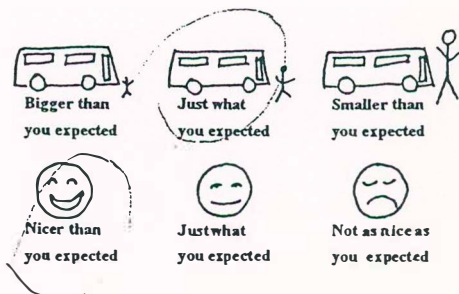 Bigger than
you expected
Just what
you expected
Smaller than
you expected
Nicer than
you expected
Just what
you expected
Not as nice as
you expected